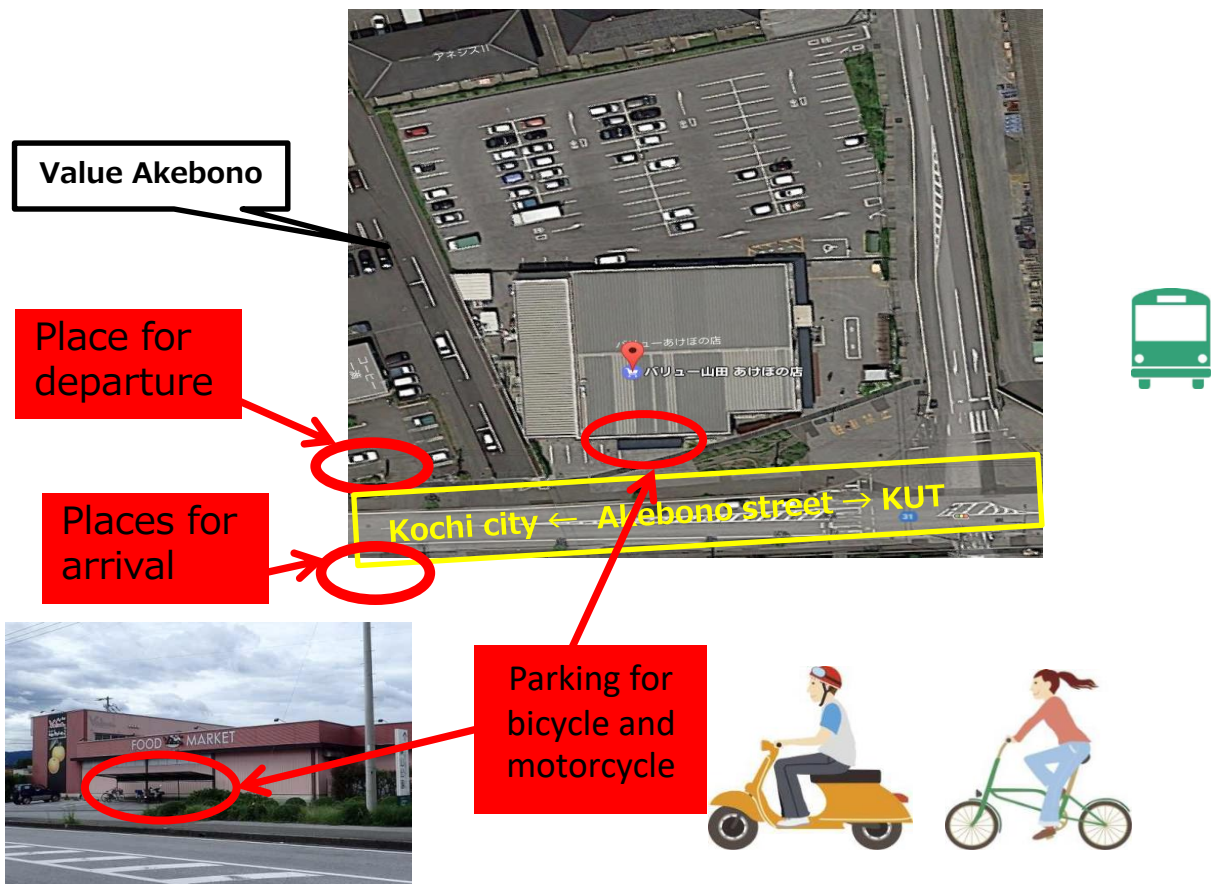 アネシスII
Value Akebono
Place for
departure
バリューあけぼの店
バリュー山田 あけぼの店
Kochi city ← Akebono street → KUT
31
Places for
arrival
Parking for
bicycle and
motorcycle
FOOD MARKET